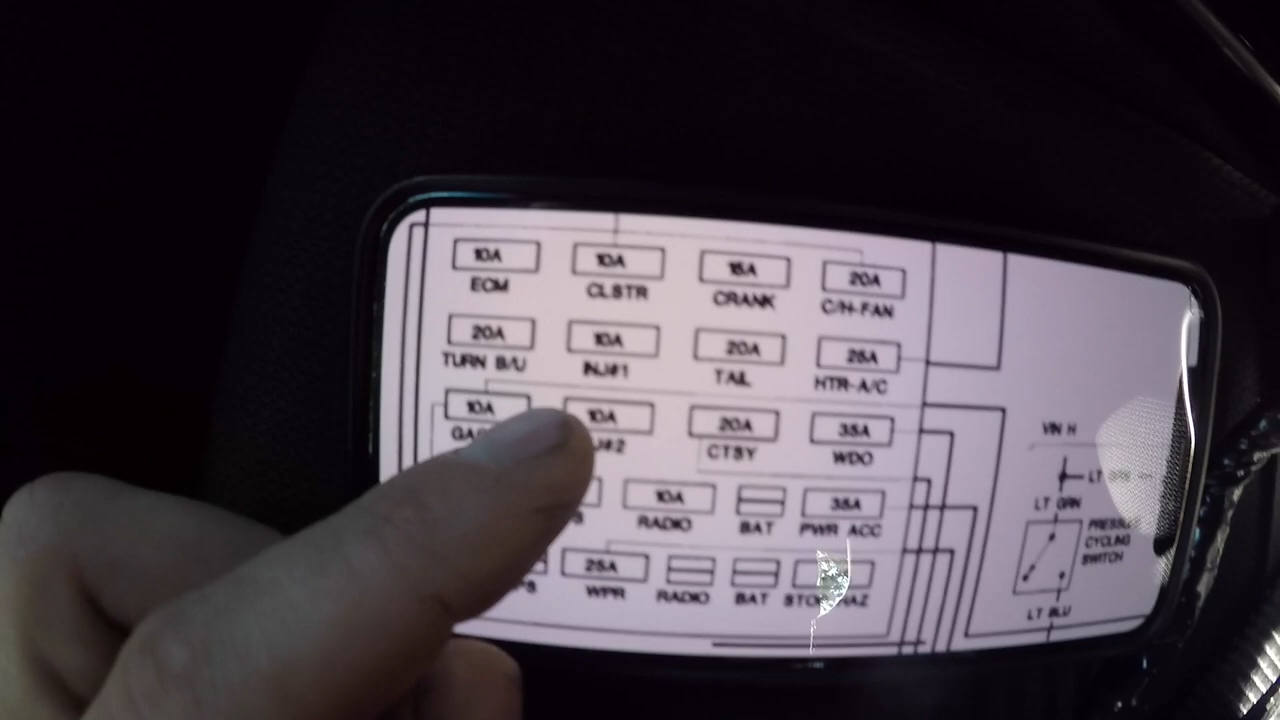 10A 10A 15A 20A
ECM CLSTR CRANK C/H-FAN
20A 10A 20A 25A
TURN B/U INJ#1 TAIL HTR-A/C
10A 10A 20A 35A
CTSY WDO
10A 35A
RADIO BAT PWR ACC
25A
WPR RADIO BAT
VIN H
LT GRN
CYCLING
SWITCH
LT BLU